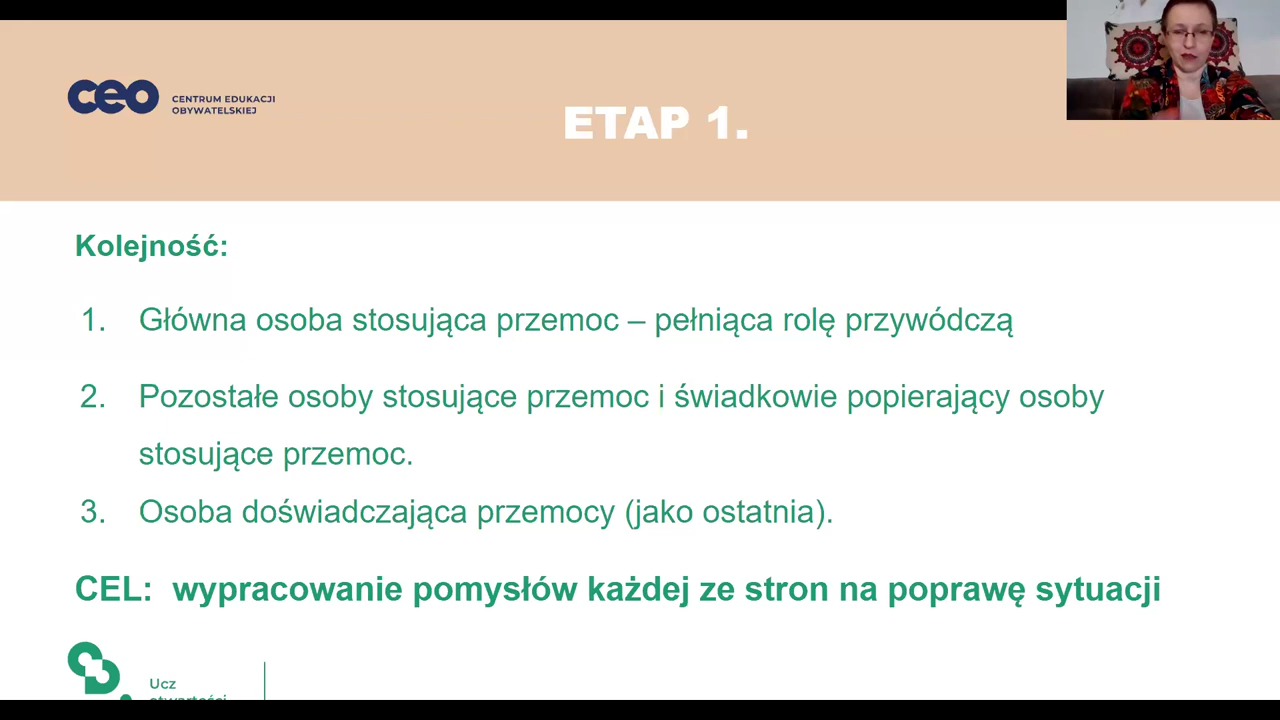 ceo CENTRUM EDUKACJI
OBYWATELSKIEJ
ETAP 1.
Kolejność:
1. Główna osoba stosująca przemoc – pełniąca rolę przywódczą
2. Pozostałe osoby stosujące przemoc i świadkowie popierający osoby
stosujące przemoc.
3. Osoba doświadczająca przemocy (jako ostatnia).
CEL: wypracowanie pomysłów każdej ze stron na poprawę sytuacji
Ucz
otwartości